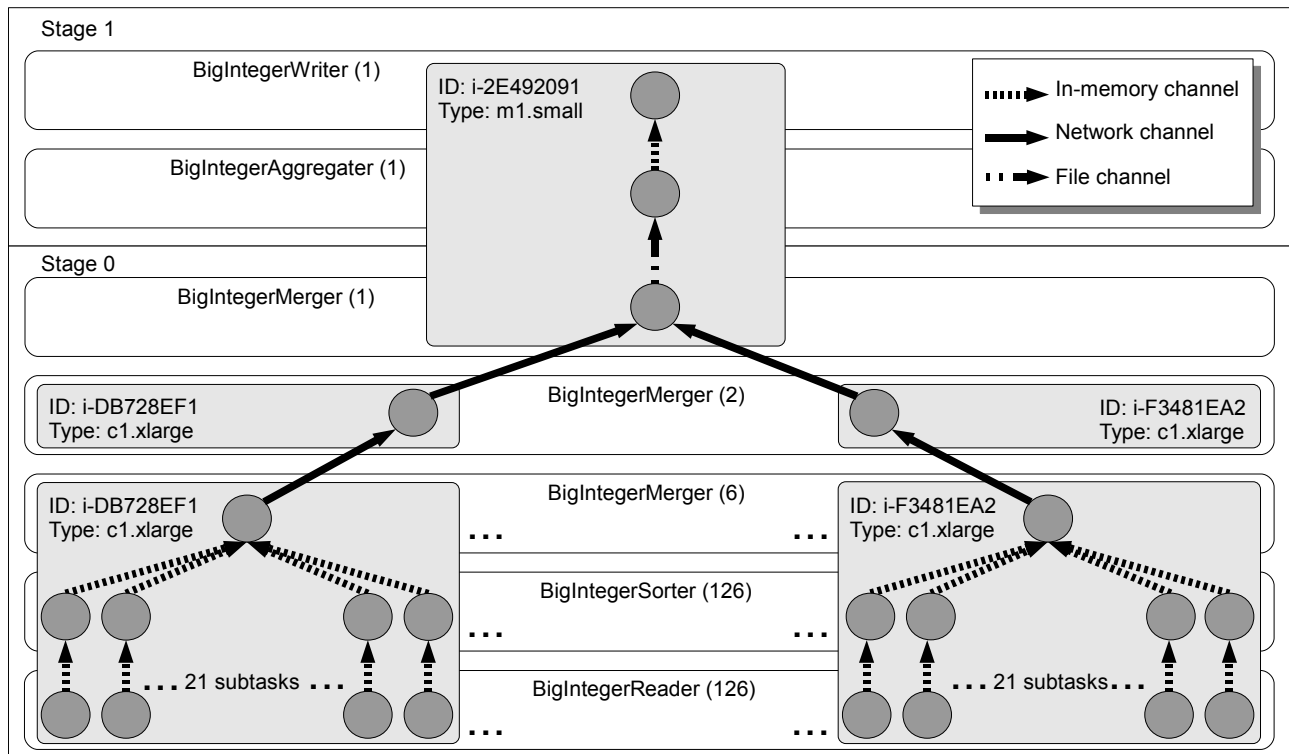 Stage 1
BigIntegerWriter (1)
ID: i-2E492091
Type: m1.small
In-memory channel
Network channel
File channel
BigIntegerAggregater (1)
Stage 0
BigIntegerMerger (1)
ID: i-DB728EF1
Type: c1.xlarge
BigIntegerMerger (2)
ID: i-F3481EA2
Type: c1.xlarge
ID: i-DB728EF1
Type: c1.xlarge
BigIntegerMerger (6)
... ...
ID: i-F3481EA2
Type: c1.xlarge
BigIntegerSorter (126)
... ...
... 21 subtasks ...
BigIntegerReader (126)
... 21 subtasks...
... ...